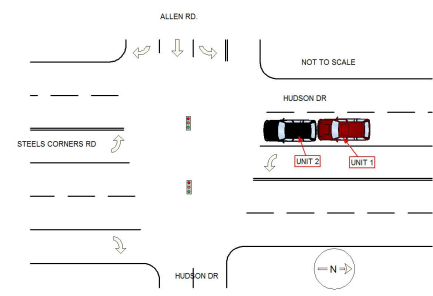 ALLEN RD.
NOT TO SCALE
HUDSON DR
STEELS CORNERS RD
UNIT 2
UNIT 1
HUDSON DR
N